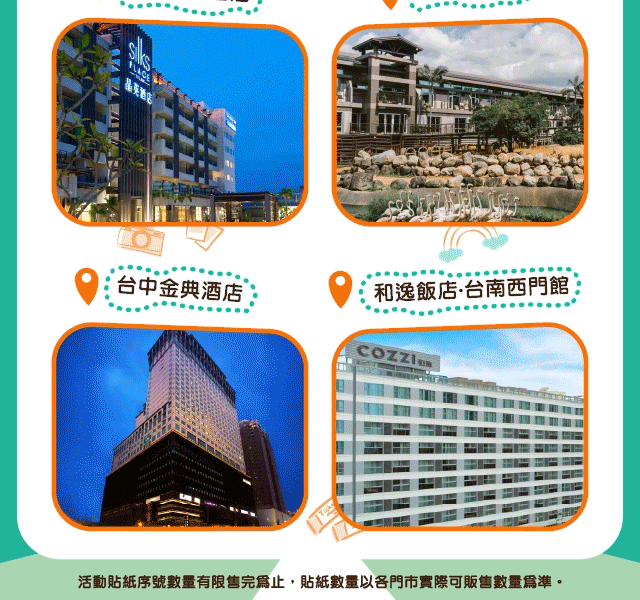 silks
PLACE
晶英酒店
台中金典酒店
和逸飯店·台南西門館
COZZI 和逸
Ticket
活動貼紙序號數量有限售完為止，貼紙數量以各門市實際可販售數量為準。